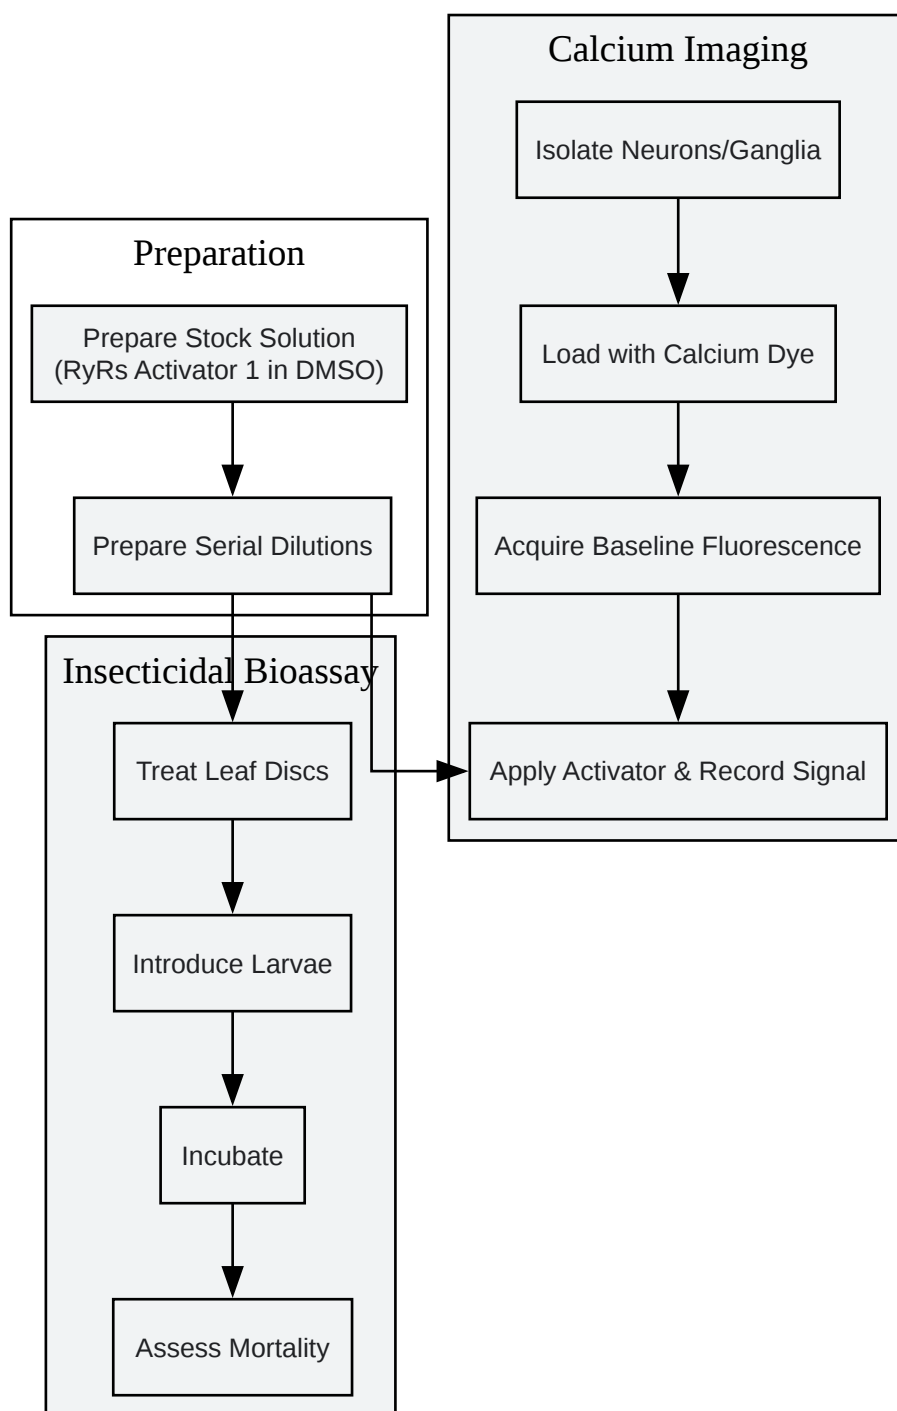 Calcium Imaging
Isolate Neurons/Ganglia
Load with Calcium Dye
Acquire Baseline Fluorescence
Apply Activator & Record Signal
Preparation
Prepare Stock Solution
(RyRs Activator 1 in DMSO)
Prepare Serial Dilutions
Insecticidal Bioassay
Treat Leaf Discs
Introduce Larvae
Incubate
Assess Mortality